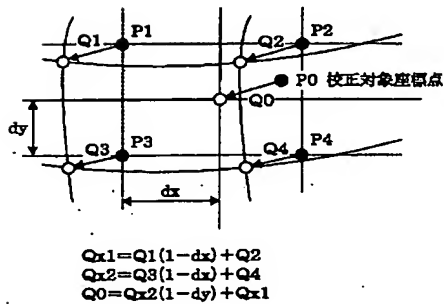 Q1 P1 Q2 P2
P0 校正対象座標点
Q0
dy
Q3 P3 Q4 P4
dx
Qx1=Q1(1-dx)+Q2
Qx2=Q3(1-dx)+Q4
Q0=Qx2(1-dy)+Qx1